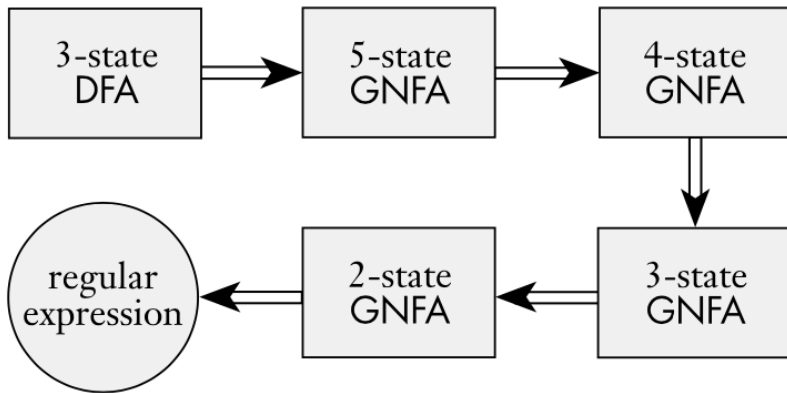 3-state
DFA
5-state
GNFA
4-state
GNFA
3-state
GNFA
2-state
GNFA
regular
expression